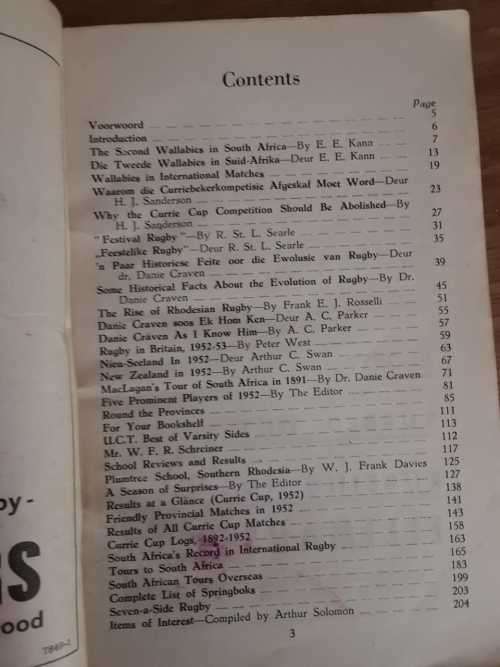 Contents
Page
Voorwoord 5
Introduction 6
The Second Wallabies in South Africa—By E. E. Kann 7
Die Tweede Wallabies in Suid-Afrika—Deur E. E. Kann 13
Wallabies in International Matches 19
Waarom die Curriebekerkompetisie Afgeskal Moet Word—Deur
H. J. Sanderson 23
Why the Currie Cup Competition Should Be Abolished—By
H. J. Sanderson 27
"Festival Rugby"—By R. St. L. Searle 31
„Feestelike Rugby"—Deur R. St. L. Searle 35
'n Paar Historiese Feite oor die Ewolusie van Rugby—Deur
dr. Danie Craven 39
Some Historical Facts About the Evolution of Rugby—By Dr.
Danie Craven 45
The Rise of Rhodesian Rugby—By Frank E. J. Rosselli 51
Danie Craven soos Ek Hom Ken—Deur A. C. Parker 55
Danie Craven As I Know Him—By A. C. Parker 57
Rugby in Britain, 1952-53—By Peter West 59
Nieu-Seeland In 1952—Deur Arthur C. Swan 63
New Zealand in 1952—By Arthur C. Swan 67
MacLagan's Tour of South Africa in 1891—By Dr. Danie Craven 71
Five Prominent Players of 1952—By The Editor 81
Round the Provinces 85
For Your Bookshelf 111
U.C.T. Best of Varsity Sides 113
Mr. W. F. R. Schreiner 112
School Reviews and Results 117
Plumtree School, Southern Rhodesia—By W. J. Frank Davies 125
A Season of Surprises—By The Editor 127
Results at a Glance (Currie Cup, 1952) 138
Friendly Provincial Matches in 1952 141
Results of All Currie Cup Matches 143
Currie Cup Logs, 1892-1952 158
South Africa's Record in International Rugby 163
Tours to South Africa 165
South African Tours Overseas 183
Complete List of Springboks 199
Seven-a-Side Rugby 203
Items of Interest—Compiled by Arthur Solomon 204
3
ood
T849-1